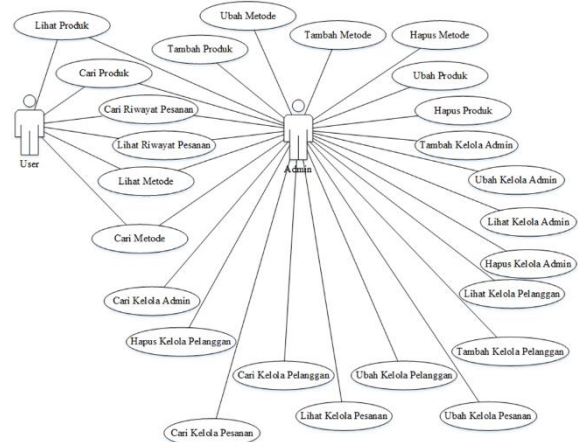 Ubah Metode
Lihat Produk
Tambah Metode
Hapus Metode
Tambah Produk
Cari Produk
Ubah Produk
Cari Riwayat Pesanan
Hapus Produk
Lihat Riwayat Pesanan
Tambah Kelola Admin
User
Admin
Lihat Metode
Ubah Kelola Admin
Lihat Kelola Admin
Cari Metode
Hapus Kelola Admin
Lihat Kelola Pelanggan
Cari Kelola Admin
Hapus Kelola Pelanggan
Tambah Kelola Pelanggan
Cari Kelola Pelanggan
Ubah Kelola Pelanggan
Lihat Kelola Pesanan
Ubah Kelola Pesanan
Cari Kelola Pesanan